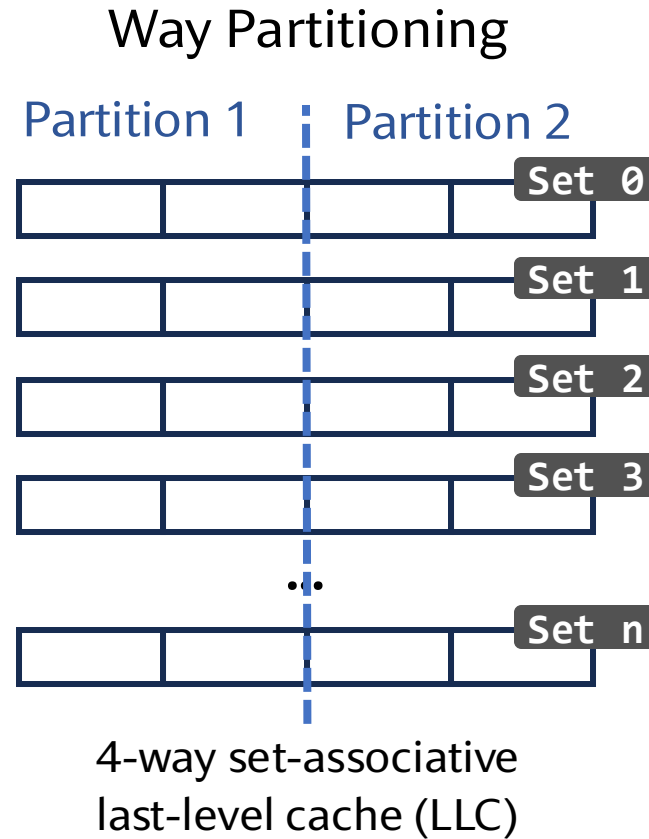 Way Partitioning
Partition 1
Partition 2
Set 0
Set 1
Set 2
Set 3
...
Set n
4-way set-associative
last-level cache (LLC)